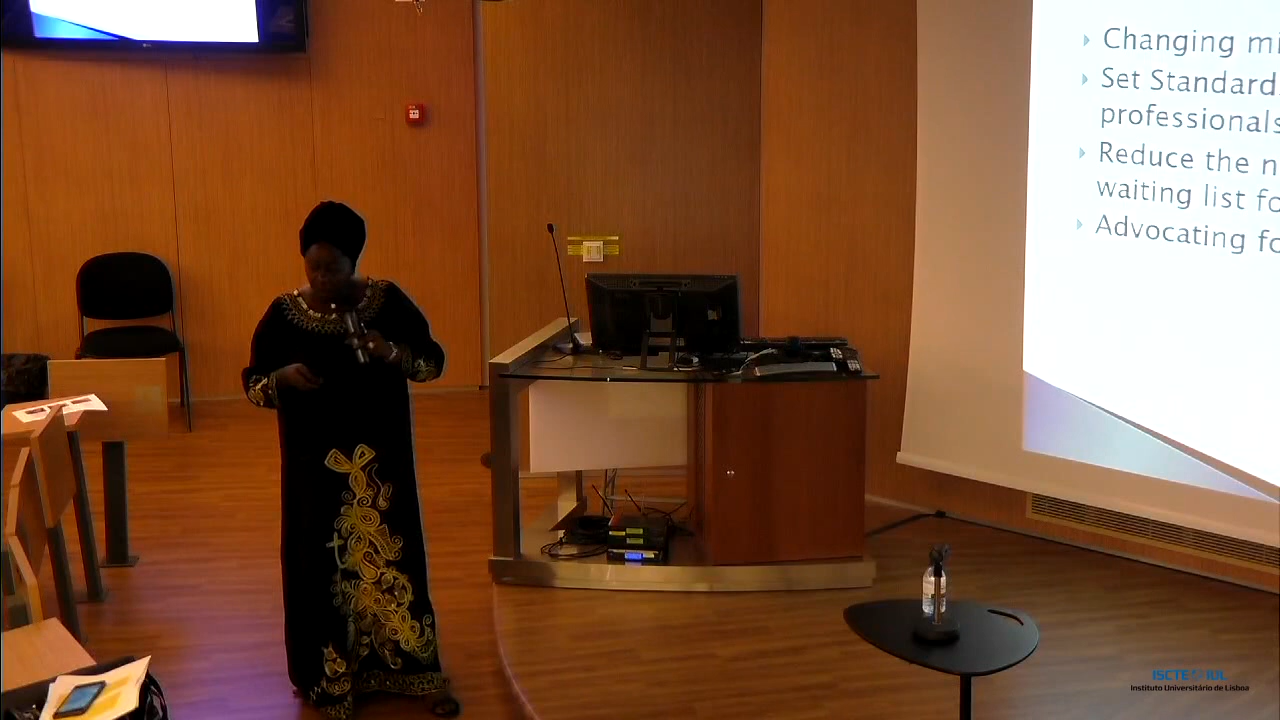 Changing mi
Set Standard
professionals
Reduce the n
waiting list fo
Advocating fo
ISCTE IUL
Instituto Universitário de Lisboa